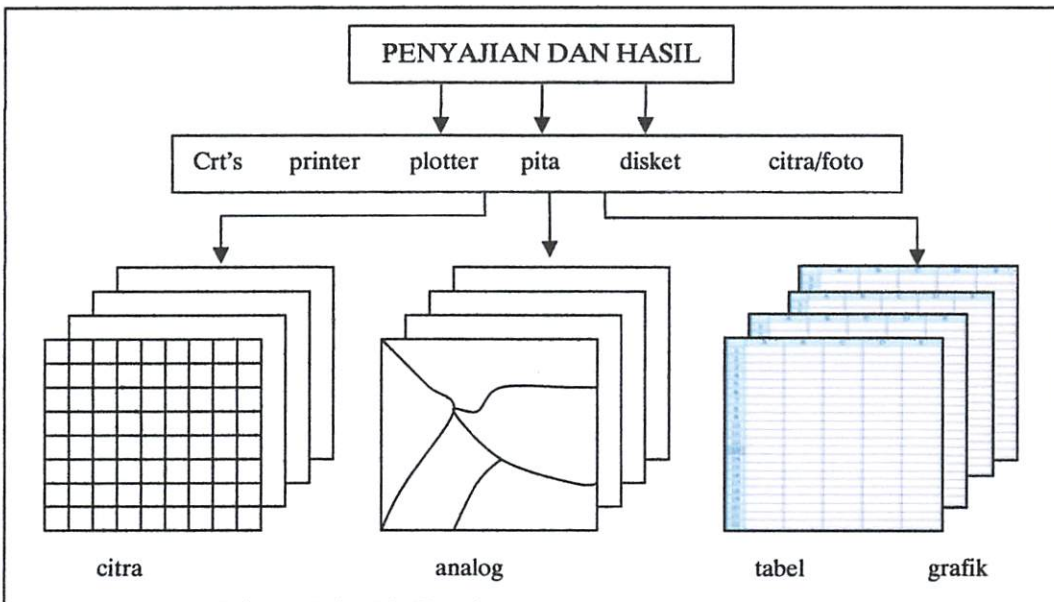 PENYAJIAN DAN HASIL
Crt's printer plotter pita disket citra/foto
citra analog tabel grafik